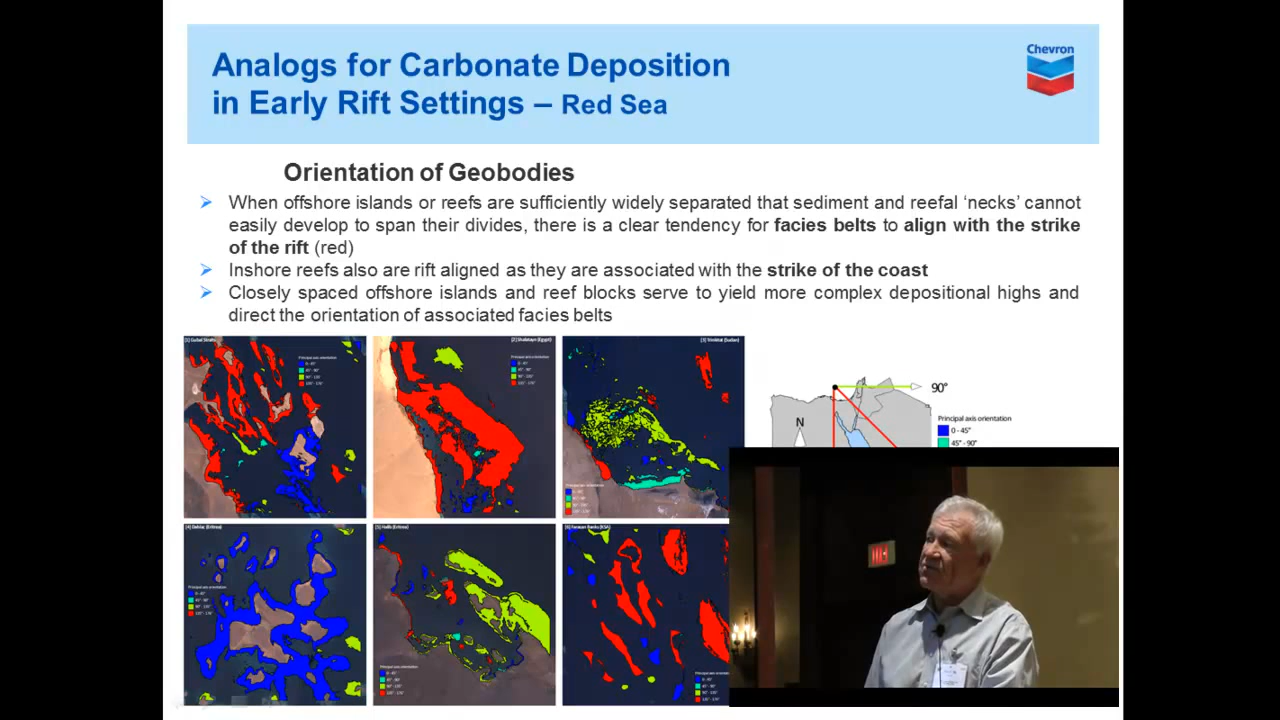 Analogs for Carbonate Deposition
in Early Rift Settings – Red Sea
Chevron
Orientation of Geobodies
When offshore islands or reefs are sufficiently widely separated that sediment and reefal ‘necks’ cannot
easily develop to span their divides, there is a clear tendency for facies belts to align with the strike
of the rift (red)
Inshore reefs also are rift aligned as they are associated with the strike of the coast
Closely spaced offshore islands and reef blocks serve to yield more complex depositional highs and
direct the orientation of associated facies belts
90°
N
Principal axis orientation
0 - 45°
45° - 90°